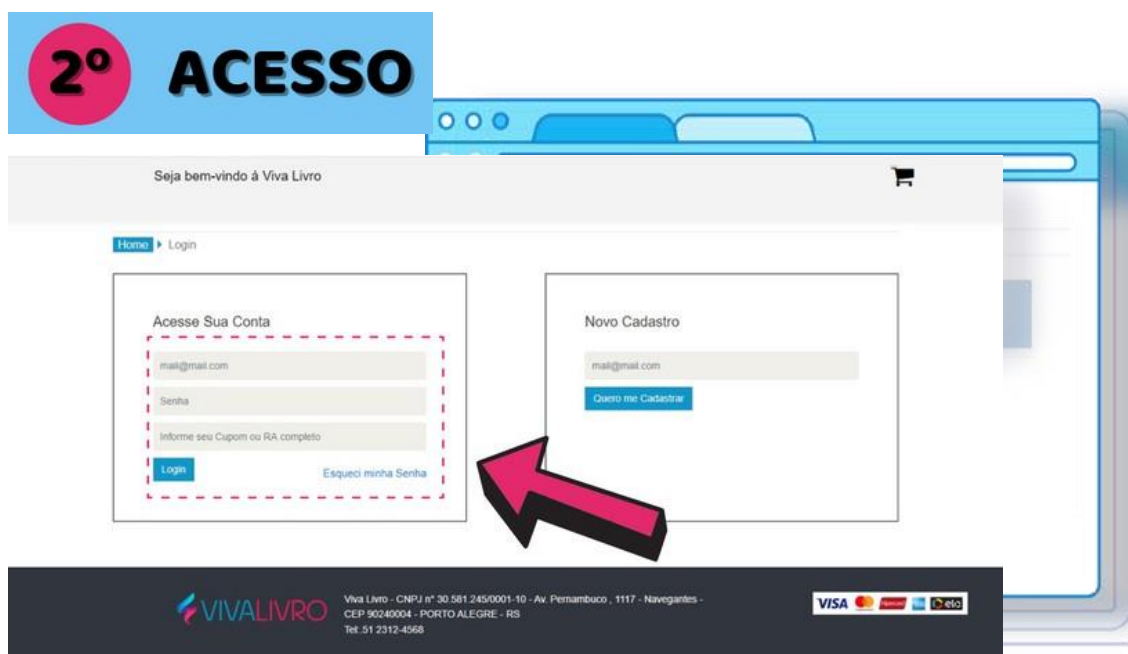 2º ACESSO
Seja bem-vindo á Viva Livro
Home Login
Acesse Sua Conta
mail@mail.com
Senha
Informe seu Cupom ou RA completo
Login
Esqueci minha Senha
Novo Cadastro
mail@mail.com
Quero me Cadastrar
VIVALIVRO
Viva Livro - CNPJ nº 30.581.245/0001-10 - Av. Pernambuco , 1117 - Navegantes -
CEP 90240004 - PORTO ALEGRE - RS
Tel:.51 2312-4568
VISA
elo